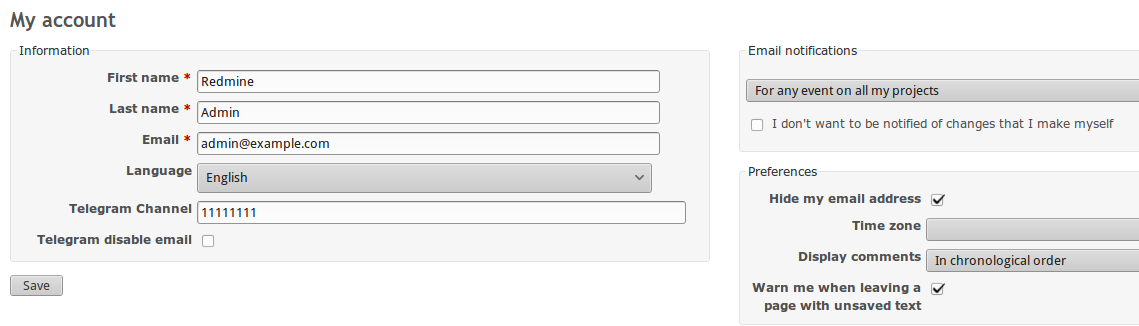 My account
Information
First name *
Redmine
Last name *
Admin
Email *
admin@example.com
Language
English
Telegram Channel
11111111
Telegram disable email
Save
Email notifications
For any event on all my projects
I don't want to be notified of changes that I make myself
Preferences
Hide my email address
Time zone
Display comments
In chronological order
Warn me when leaving a
page with unsaved text